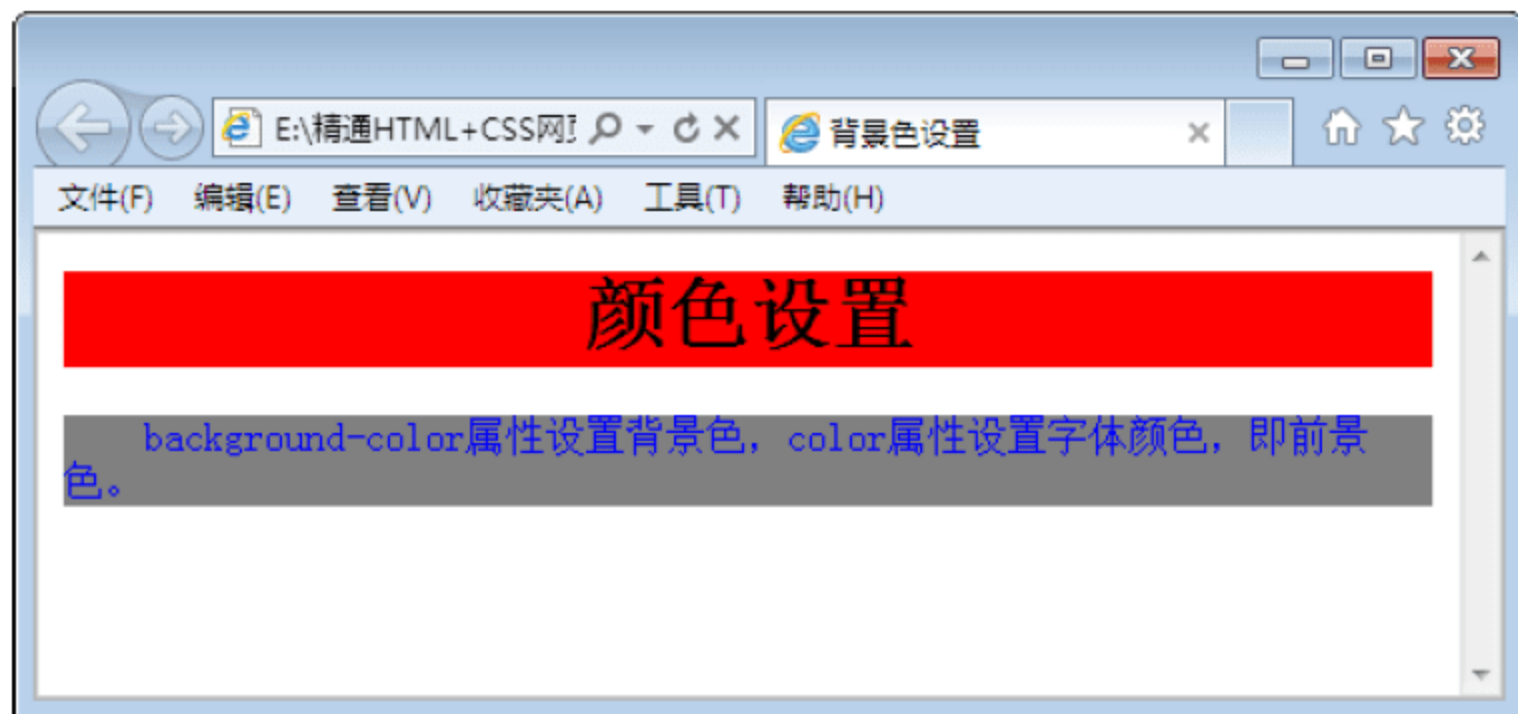 E:\精通HTML+CSS网
背景色设置
文件(F) 编辑(E) 查看(V) 收藏夹(A) 工具(T) 帮助(H)
颜色设置
background-color属性设置背景色，color属性设置字体颜色，即前景
色。